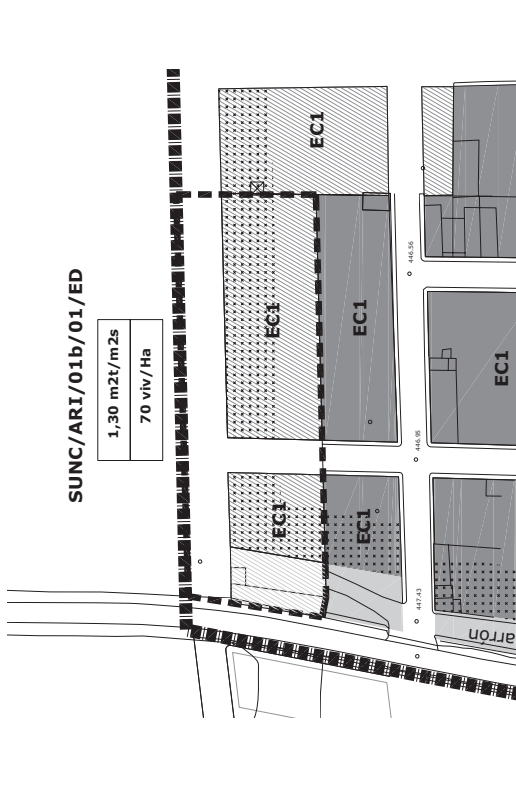 SUNC/ARI/01b/01/ED
1,30 m2t/m2s
70 viv/Ha
EC1
EC1
EC1
EC1
EC1
EC1
446.56
446.95
447.43
arrón